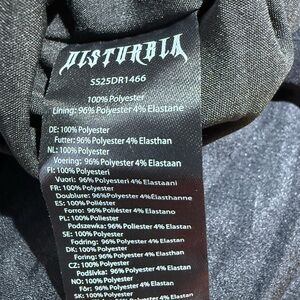 DISTURBIA
SS25DR1466
100% Polyester
Lining: 96% Polyester 4% Elastane
DE: 100% Polyester
Futter: 96% Polyester 4% Elasthan
NL: 100% Polyester
Voering: 96% Polyester 4% Elastaan
FI: 100% Polyesteri
Vuori: 96% Polyesteri 4% Elastaani
FR: 100% Polyester
Doublure: 96% Polyester 4% Élasthanne
ES: 100% Poliéster
Forro: 96% Poliéster 4% Elastano
PL: 100% Poliester
Podszewka: 96% Poliester 4% Elastan
SE: 100% Polyester
Fodring: 96% Polyester 4% Elastan
DK: 100% Polyester
Foring: 96% Polyester 4% Elasthan
CZ: 100% Polyester
Podšívka: 96% Polyester 4% Elastan
NO: 100% Polyester
Fôr: 96% Polyester 4% Elastan
SK: 100% Polyester